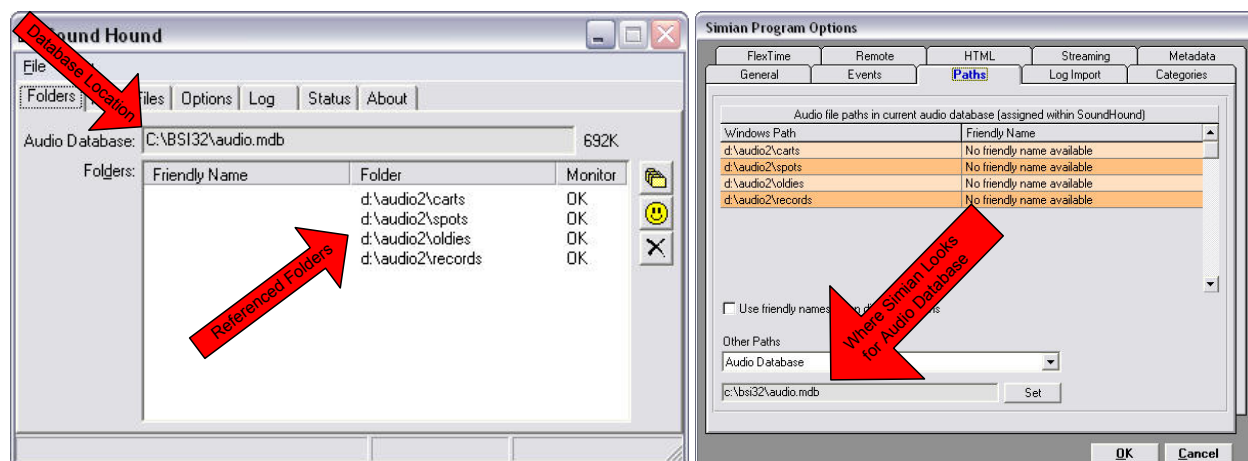 Sound Hound
Database Location
File
Folders Files Options Log Status About
Audio Database: C:\BSI32\audio.mdb 692K
Folders: Friendly Name Folder Monitor
d:\audio2\carts OK
d:\audio2\spots OK
d:\audio2\oldies OK
d:\audio2\records OK
Referenced Folders
Simian Program Options
FlexTime Remote HTML Streaming Metadata
General Events Paths Log Import Categories
Audio file paths in current audio database (assigned within SoundHound)
Windows Path Friendly Name
d:\audio2\carts No friendly name available
d:\audio2\spots No friendly name available
d:\audio2\oldies No friendly name available
d:\audio2\records No friendly name available
Where Simian Looks
for Audio Database
Use friendly names
Other Paths
Audio Database
c:\bsi32\audio.mdb Set
OK Cancel